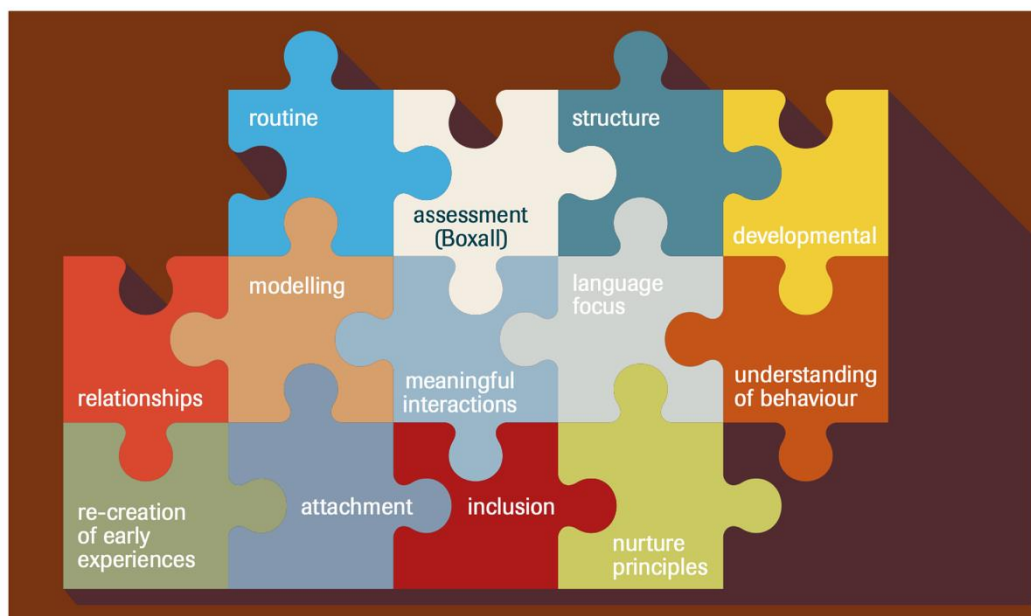 routine
structure
assessment
(Boxall)
developmental
modelling
language
focus
relationships
meaningful
interactions
understanding
of behaviour
re-creation
of early
experiences
attachment
inclusion
nurture
principles